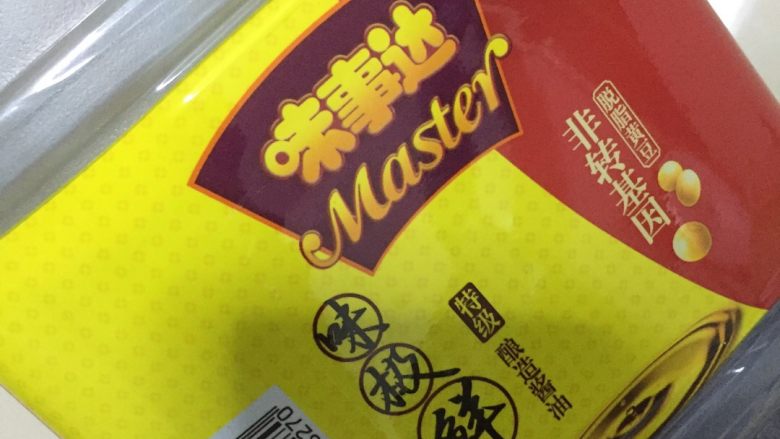 味事达
Master
脱脂黄豆
非转基因
味极鲜
特级
酿造酱油
8270